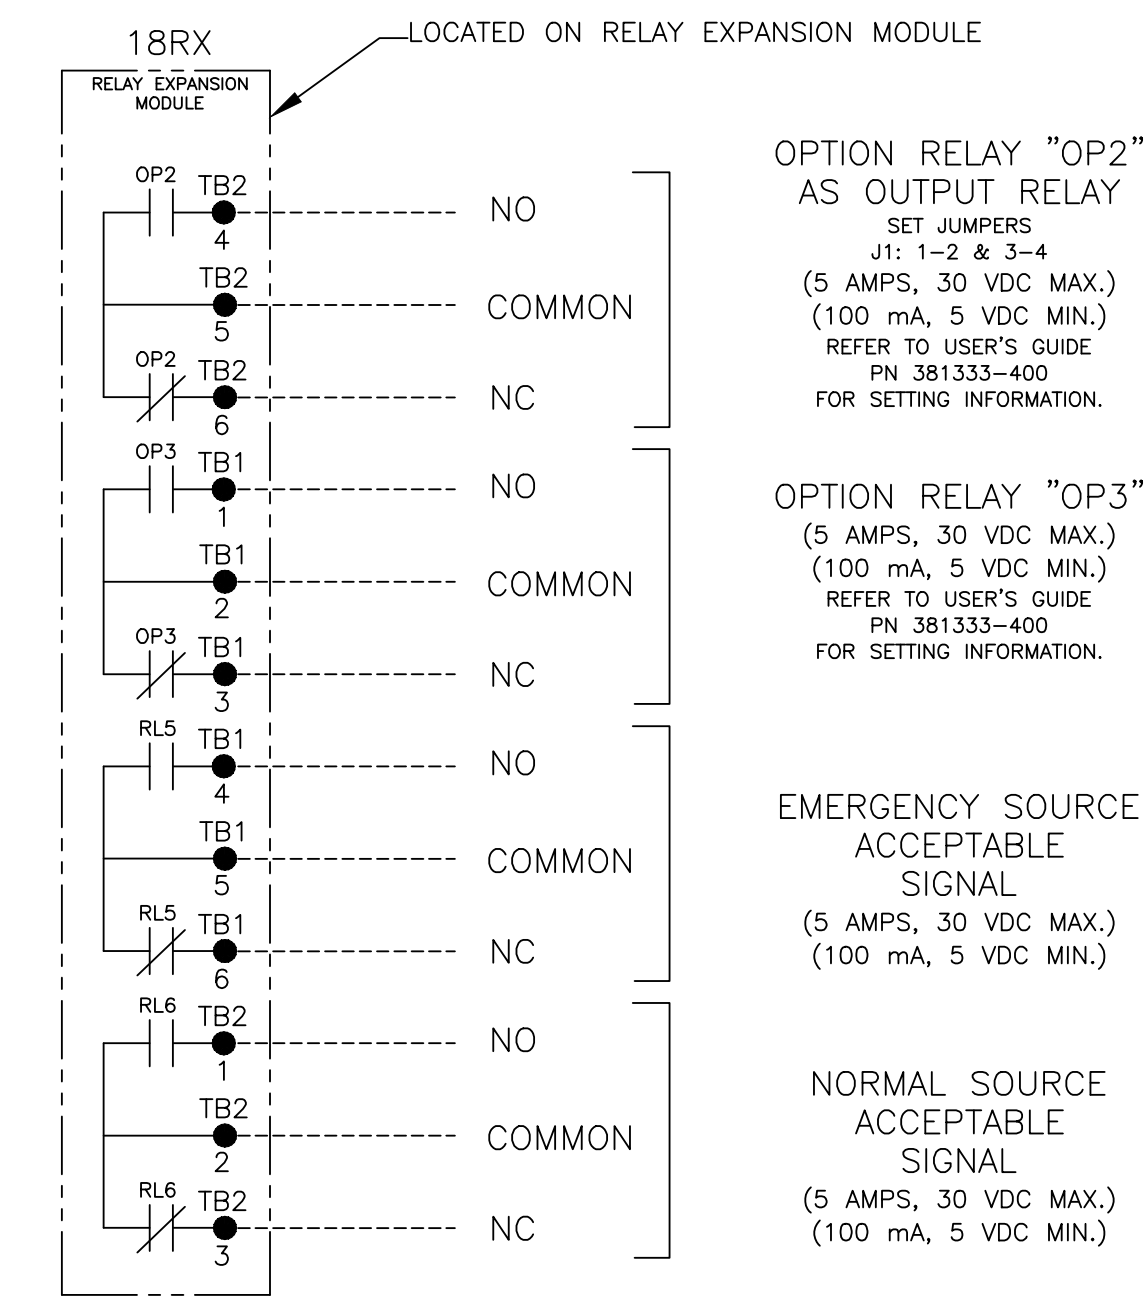 18RX
LOCATED ON RELAY EXPANSION MODULE
RELAY EXPANSION
MODULE
OP2
TB2
4
NO
TB2
5
COMMON
OP2
TB2
6
NC
OPTION RELAY "OP2"
AS OUTPUT RELAY
SET JUMPERS
J1: 1-2 & 3-4
(5 AMPS, 30 VDC MAX.)
(100 mA, 5 VDC MIN.)
REFER TO USER'S GUIDE
PN 381333-400
FOR SETTING INFORMATION.
OP3
TB1
1
NO
TB1
2
COMMON
OP3
TB1
3
NC
OPTION RELAY "OP3"
(5 AMPS, 30 VDC MAX.)
(100 mA, 5 VDC MIN.)
REFER TO USER'S GUIDE
PN 381333-400
FOR SETTING INFORMATION.
RL5
TB1
4
NO
TB1
5
COMMON
RL5
TB1
6
NC
EMERGENCY SOURCE
ACCEPTABLE
SIGNAL
(5 AMPS, 30 VDC MAX.)
(100 mA, 5 VDC MIN.)
RL6
TB2
1
NO
TB2
2
COMMON
RL6
TB2
3
NC
NORMAL SOURCE
ACCEPTABLE
SIGNAL
(5 AMPS, 30 VDC MAX.)
(100 mA, 5 VDC MIN.)